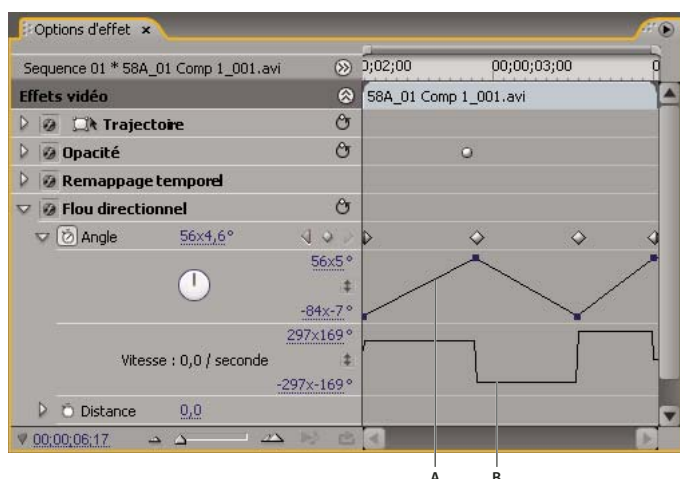 Options d'effet x
Sequence 01 * 58A_01 Comp 1_001.avi
;02;00 00;00;03;00
Effets vidéo
58A_01 Comp 1_001.avi
Trajectoire
Opacité
Remappage temporel
Flou directionnel
Angle 56x4,6°
56x5°
-84x-7°
297x169°
Vitesse : 0,0 / seconde
-297x-169°
Distance 0,0
00;00;06;17
A B